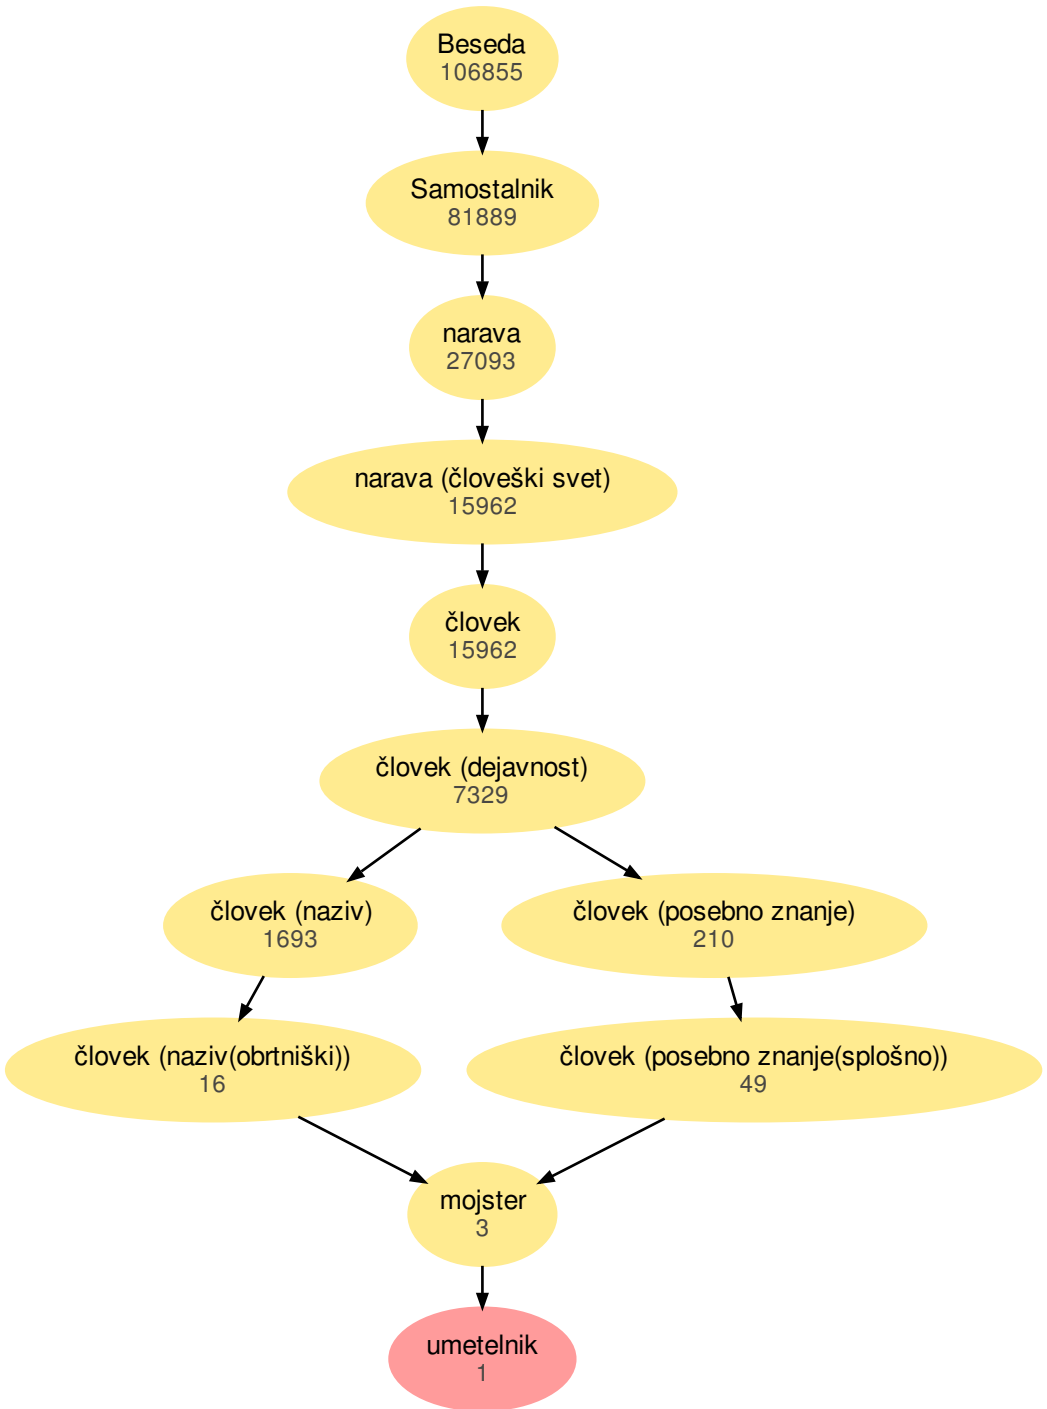 Beseda
106855
Samostalnik
81889
narava
27093
narava (človeški svet)
15962
človek
15962
človek (dejavnost)
7329
človek (naziv)
1693
človek (posebno znanje)
210
človek (naziv(obrtniški))
16
človek (posebno znanje(splošno))
49
mojster
3
umetelnik
1